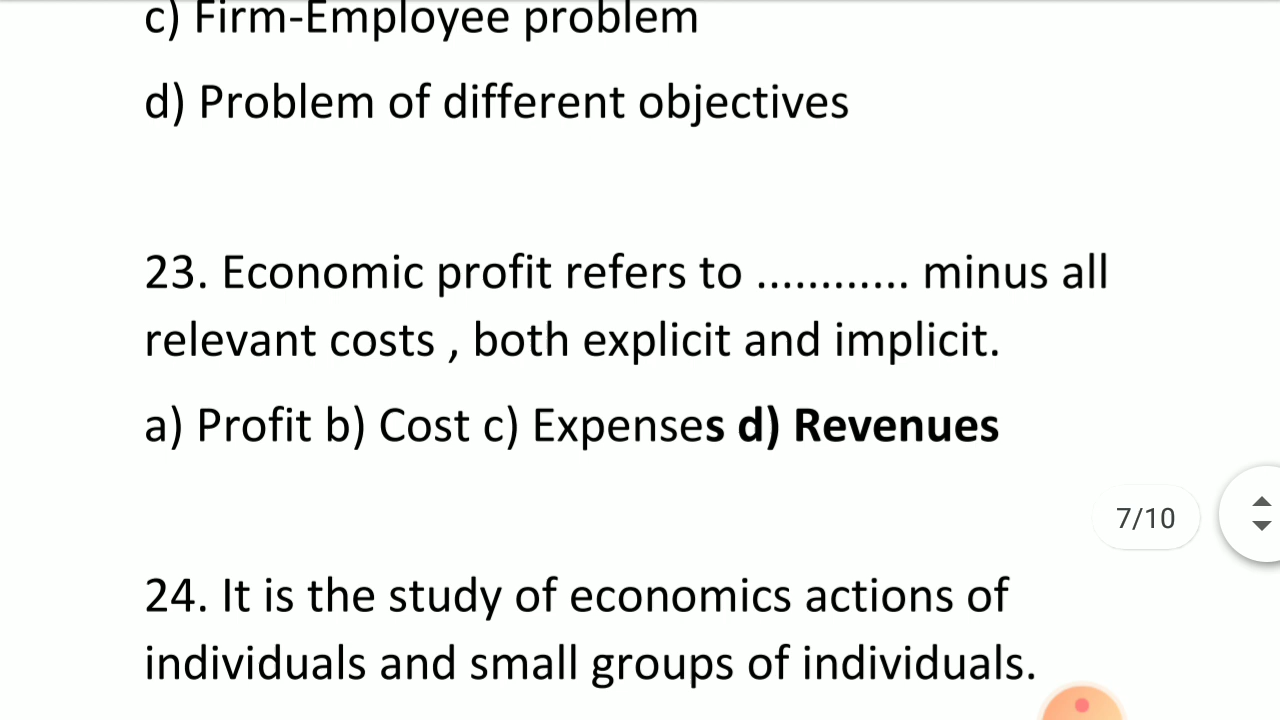 c) Firm-Employee problem
d) Problem of different objectives
23. Economic profit refers to ............ minus all
relevant costs , both explicit and implicit.
a) Profit b) Cost c) Expenses d) Revenues
7/10
24. It is the study of economics actions of
individuals and small groups of individuals.